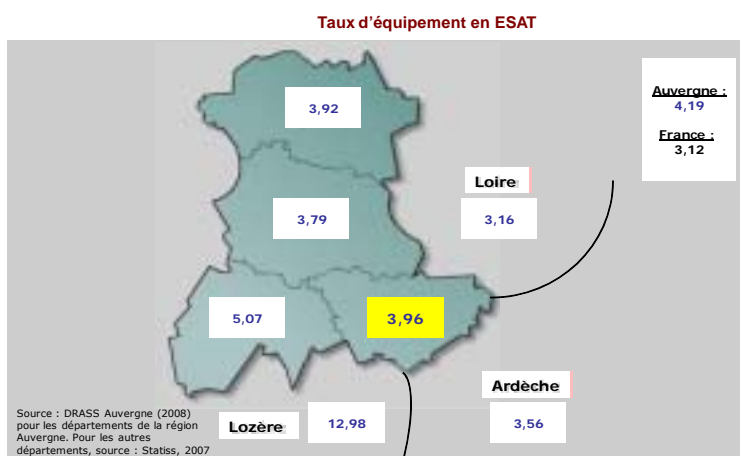 Taux d'équipement en ESAT
Auvergne :
4,19
France :
3,12
3,92
Loire
3,16
3,79
5,07
3,96
Ardèche
3,56
Lozère
12,98
Source : DRASS Auvergne (2008)
pour les départements de la région
Auvergne. Pour les autres
départements, source : Statiss, 2007